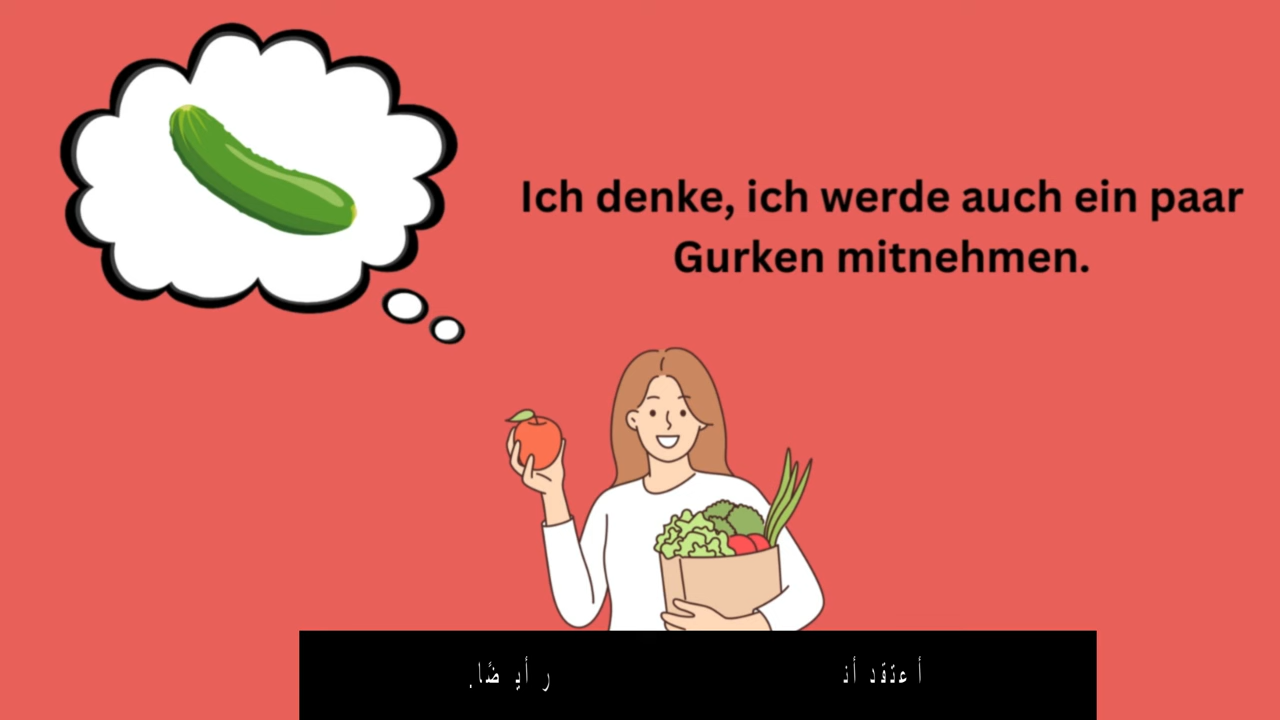 Ich denke, ich werde auch ein paar
Gurken mitnehmen.
أعتقد أن ر أيضًا.